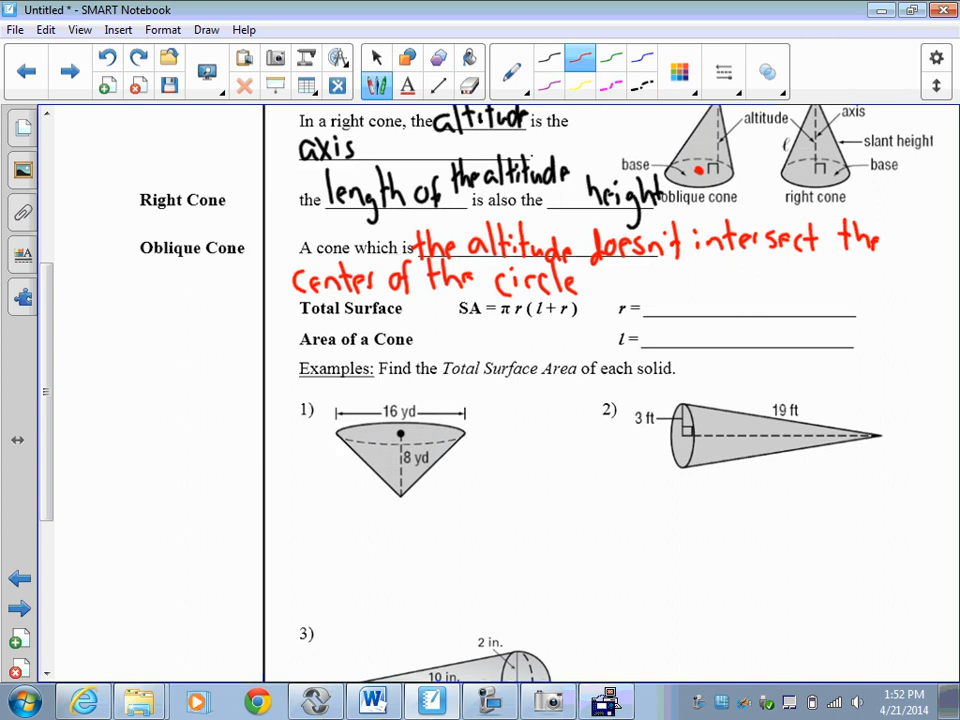 Untitled * - SMART Notebook
File Edit View Insert Format Draw Help
In a right cone, the altitude is the
axis
altitude
axis
ℓ
slant height
base
base
oblique cone
right cone
Right Cone
the length of the altitude is also the height
Oblique Cone
A cone which is the altitude doesn't intersect the
center of the circle
Total Surface SA = π r ( l + r ) r =
Area of a Cone l =
Examples: Find the Total Surface Area of each solid.
1)
16 yd
8 yd
2)
3 ft
19 ft
3)
2 in.
10 in.
1:52 PM
4/21/2014